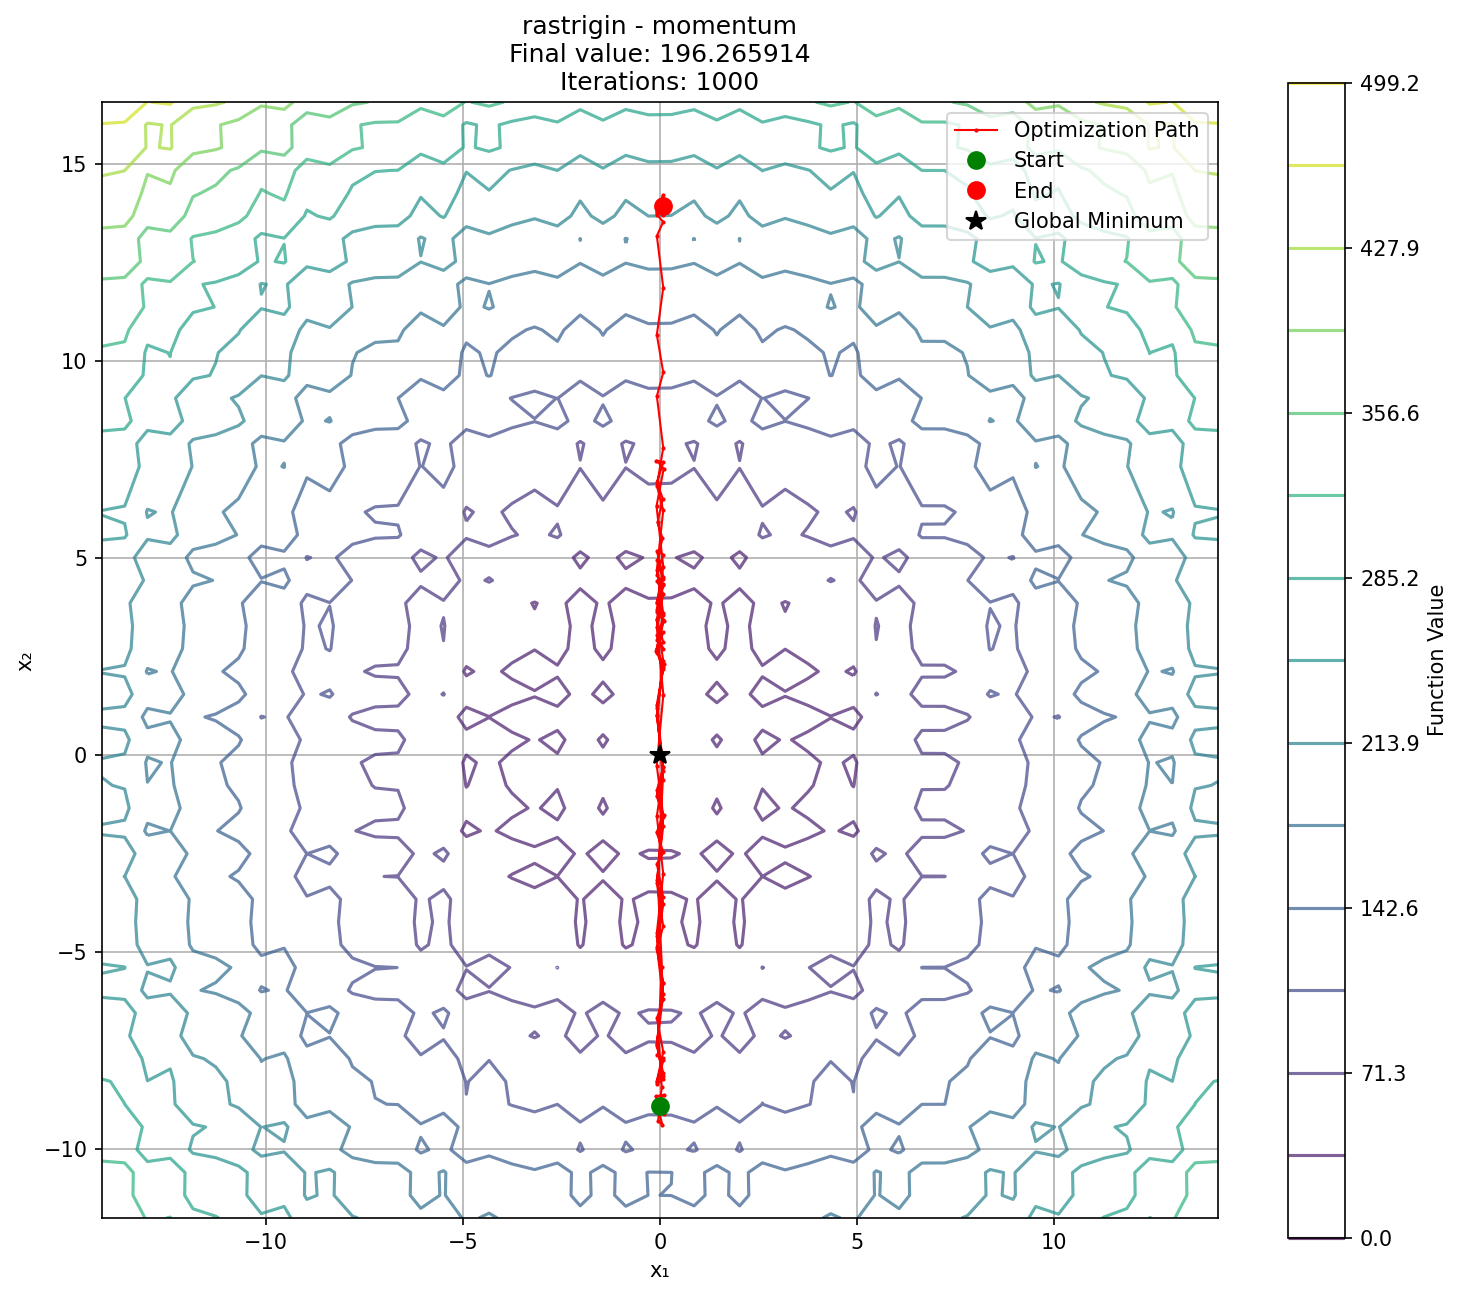 rastrigin - momentum
Final value: 196.265914
Iterations: 1000
Optimization Path
Start
End
Global Minimum
15
10
5
0
−5
−10
x₂
−10
−5
0
5
10
x₁
499.2
427.9
356.6
285.2
213.9
142.6
71.3
0.0
Function Value